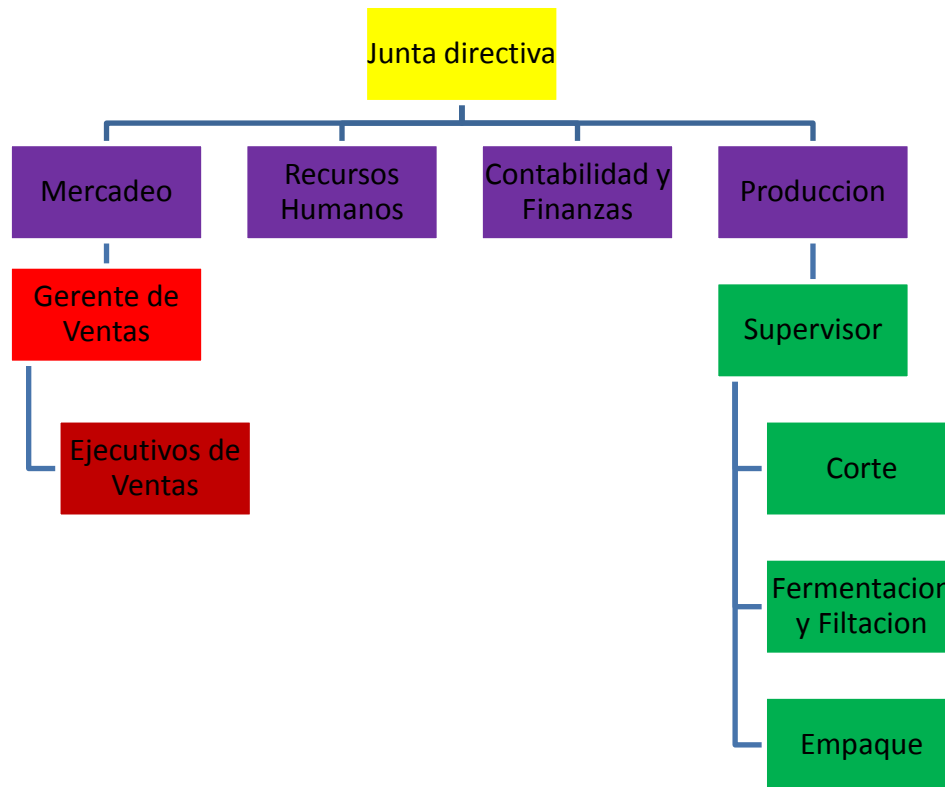 Junta directiva
Mercadeo
Recursos
Humanos
Contabilidad y
Finanzas
Produccion
Gerente de
Ventas
Supervisor
Ejecutivos de
Ventas
Corte
Fermentacion
y Filtacion
Empaque